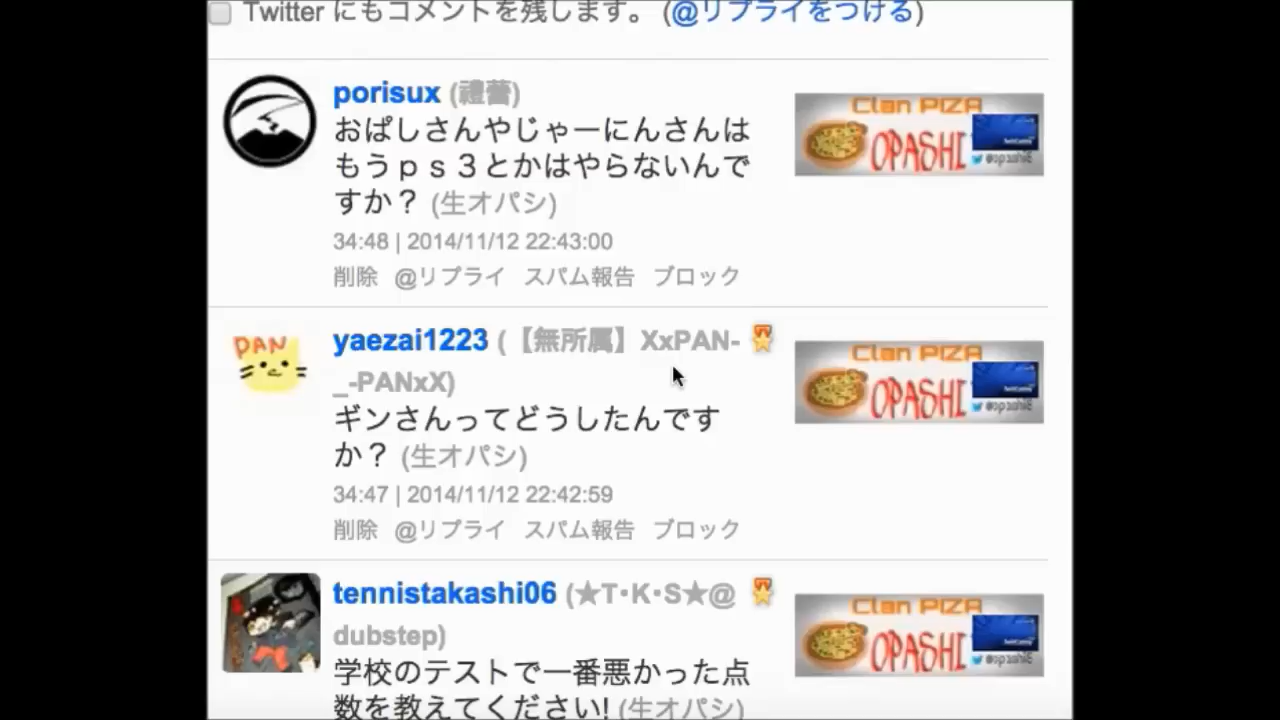 Twitter にもコメントを残します。 (@リプライをつける)
porisux (禮蕾)
おぱしさんやじゃーにんさんは
もうｐｓ３とかはやらないんで
すか？ (生オパシ)
34:48 | 2014/11/12 22:43:00
削除 @リプライ スパム報告 ブロック
Clan PIZA
OPASHI
yaezai1223 (【無所属】XxPAN-
_-PANxX)
ギンさんってどうしたんです
か？ (生オパシ)
34:47 | 2014/11/12 22:42:59
削除 @リプライ スパム報告 ブロック
PAN
Clan PIZA
OPASHI
tennistakashi06 (★T･K･S★@
dubstep)
学校のテストで一番悪かった点
数を教えてください! (生オパシ)
Clan PIZA
OPASHI